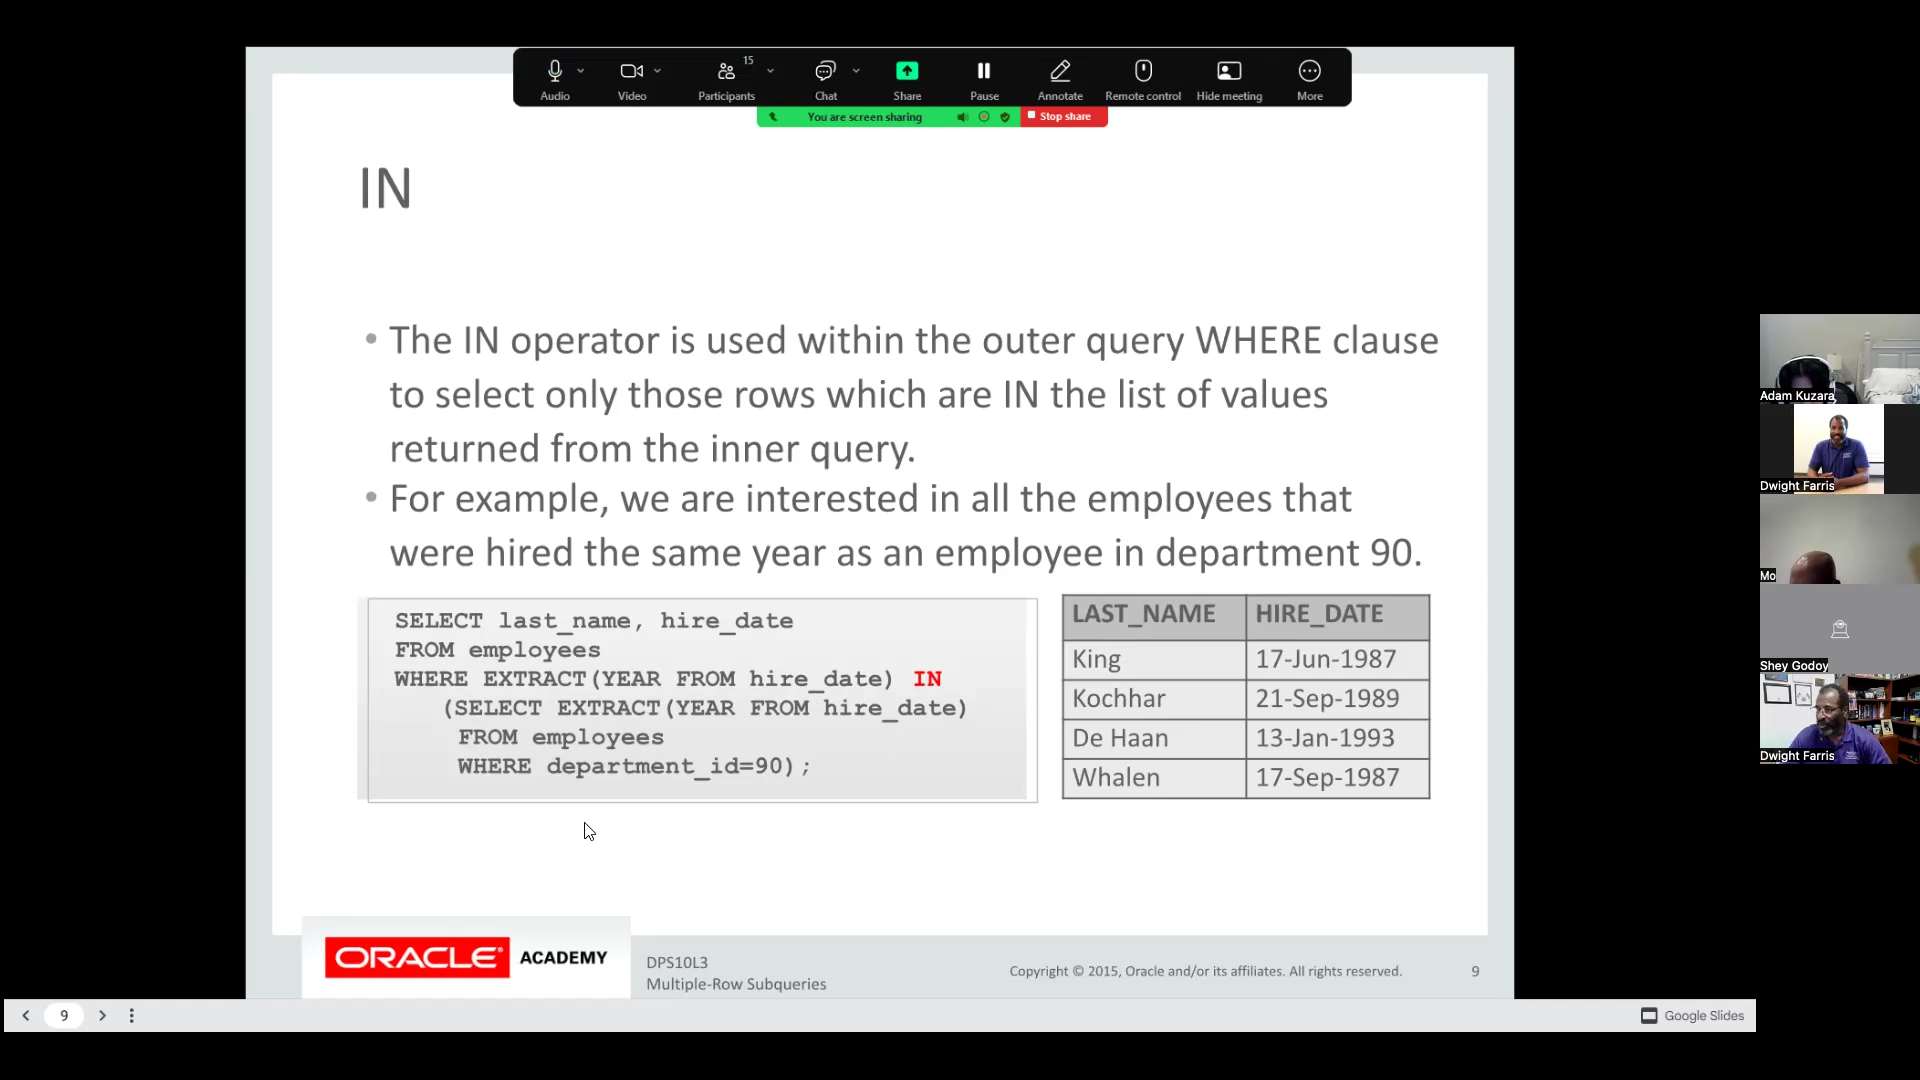 15
Audio Video Participants Chat Share Pause Annotate Remote control Hide meeting More
You are screen sharing Stop share
IN
• The IN operator is used within the outer query WHERE clause
to select only those rows which are IN the list of values
returned from the inner query.
• For example, we are interested in all the employees that
were hired the same year as an employee in department 90.
SELECT last_name, hire_date
FROM employees
WHERE EXTRACT(YEAR FROM hire_date) IN
(SELECT EXTRACT(YEAR FROM hire_date)
FROM employees
WHERE department_id=90);
LAST_NAME HIRE_DATE
King 17-Jun-1987
Kochhar 21-Sep-1989
De Haan 13-Jan-1993
Whalen 17-Sep-1987
Adam Kuzara
Dwight Farris
Mo
Shey Godoy
Dwight Farris
ORACLE® ACADEMY
DPS10L3
Multiple-Row Subqueries
Copyright © 2015, Oracle and/or its affiliates. All rights reserved.
9
9
Google Slides